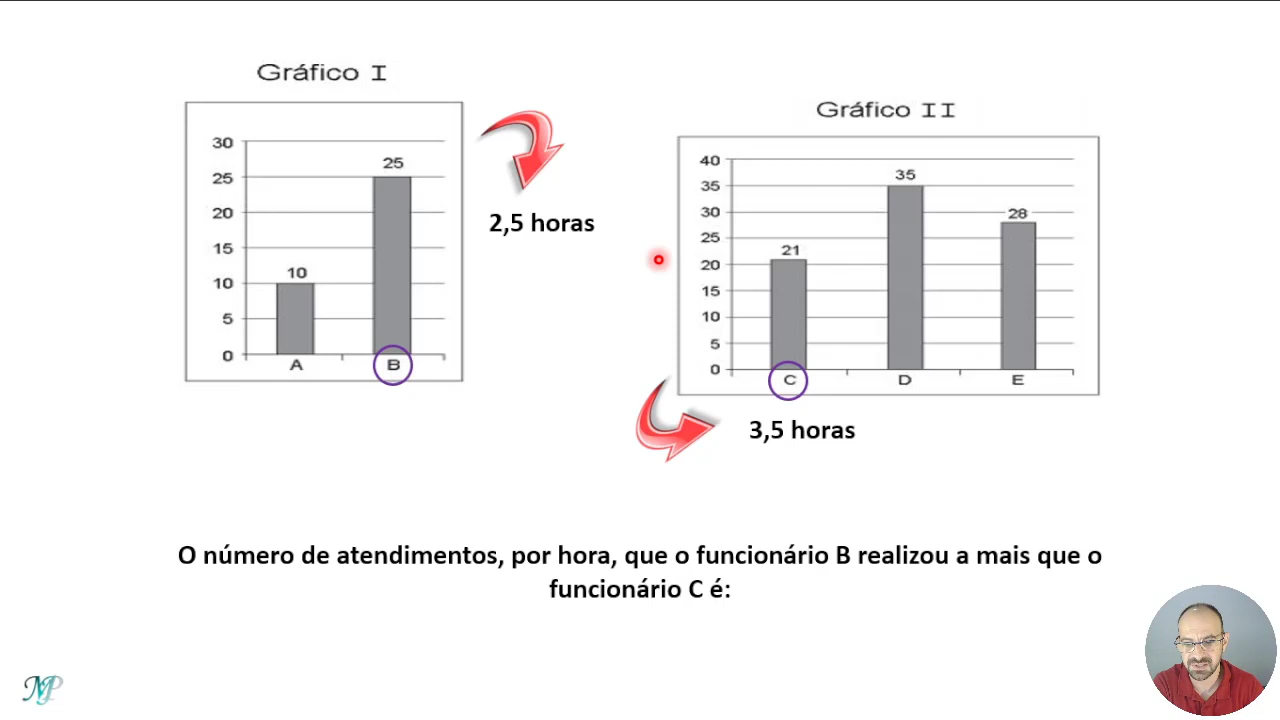 Gráfico I
30
25
20
15
10
5
0
10
25
A
B
2,5 horas
Gráfico II
40
35
30
25
20
15
10
5
0
21
35
28
C
D
E
3,5 horas
O número de atendimentos, por hora, que o funcionário B realizou a mais que o
funcionário C é:
MP